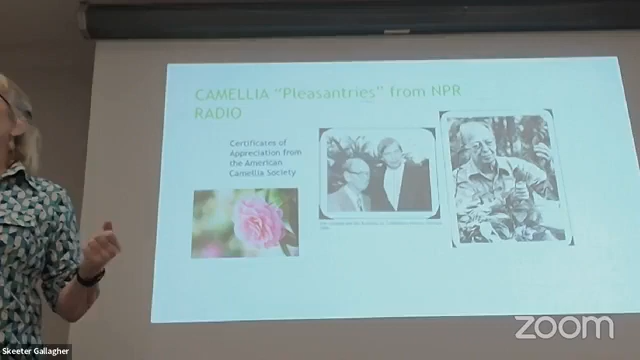 CAMELLIA “Pleasantries” from NPR
RADIO
Certificates of
Appreciation from
the American
Camellia Society
zoom
Skeeter Gallagher